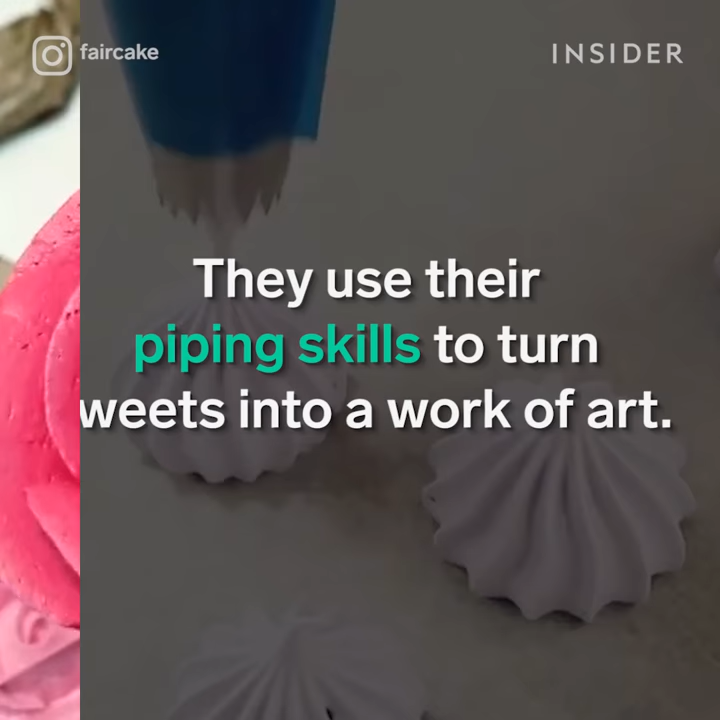 faircake
INSIDER
They use their
piping skills to turn
weets into a work of art.